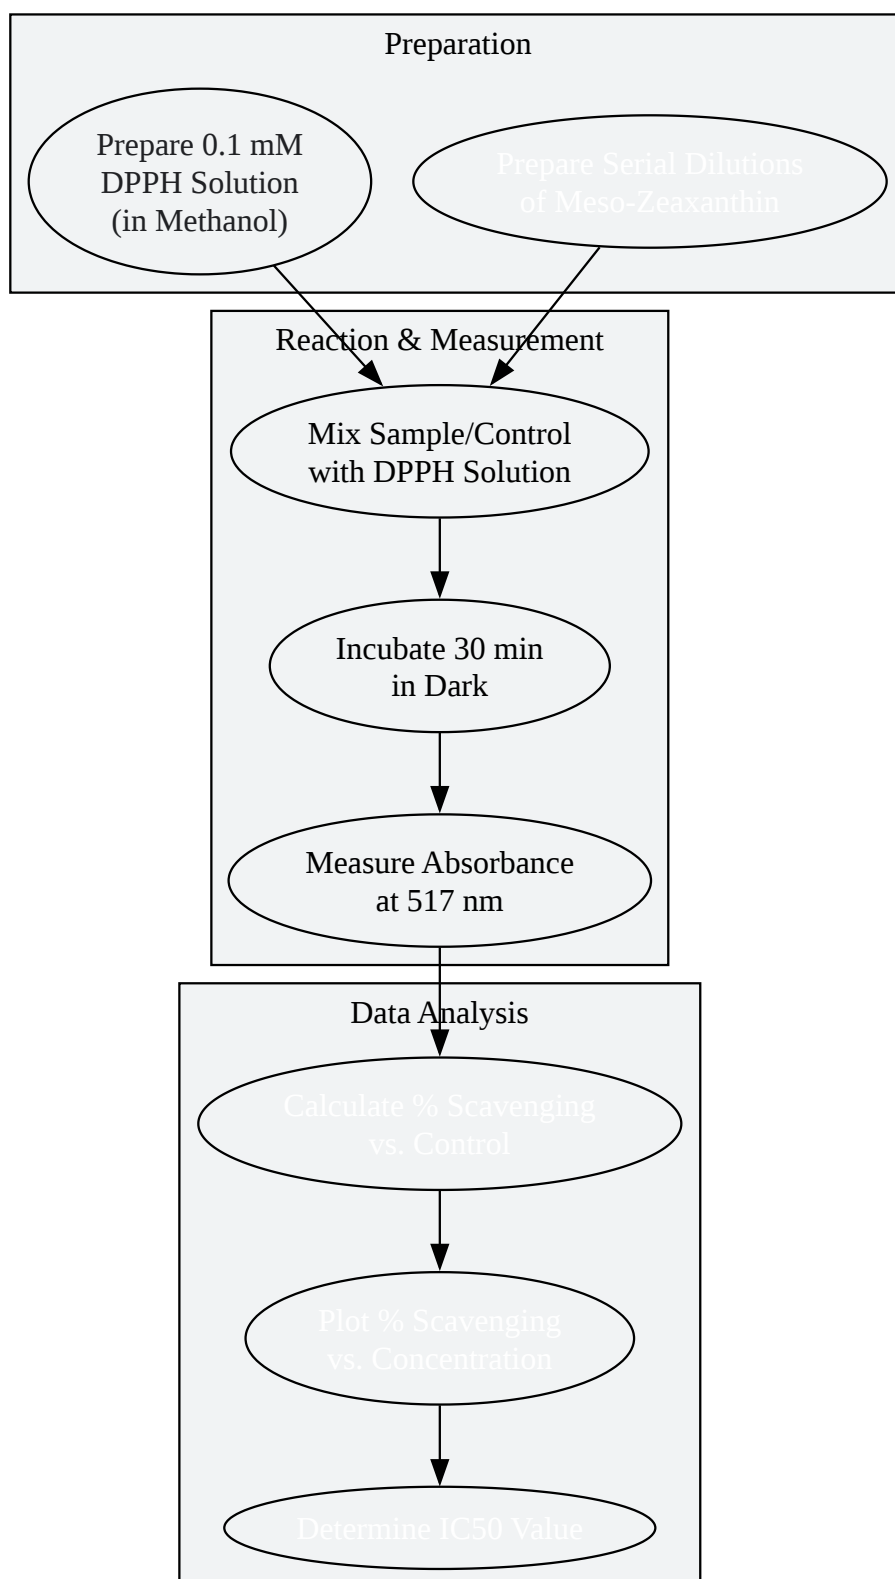 Preparation
Prepare 0.1 mM
DPPH Solution
(in Methanol)
Prepare Serial Dilutions
of Meso-Zeaxanthin
Reaction & Measurement
Mix Sample/Control
with DPPH Solution
Incubate 30 min
in Dark
Measure Absorbance
at 517 nm
Data Analysis
Calculate % Scavenging
vs. Control
Plot % Scavenging
vs. Concentration
Determine IC50 Value